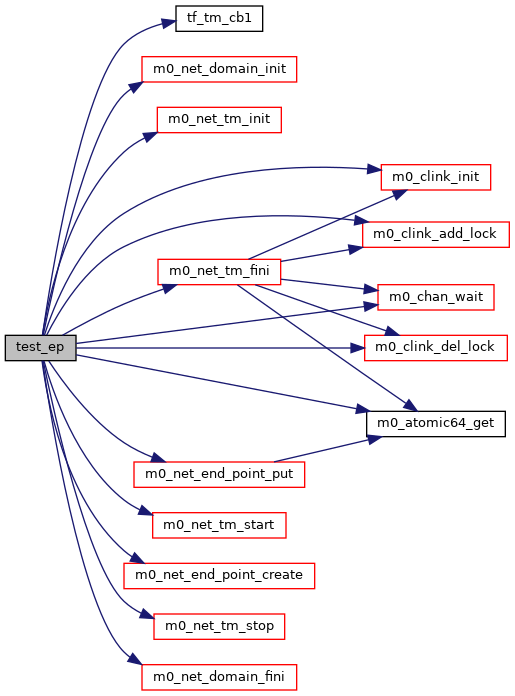 tf_tm_cb1
m0_net_domain_init
m0_net_tm_init
m0_clink_init
m0_clink_add_lock
m0_net_tm_fini
m0_chan_wait
test_ep
m0_clink_del_lock
m0_atomic64_get
m0_net_end_point_put
m0_net_tm_start
m0_net_end_point_create
m0_net_tm_stop
m0_net_domain_fini